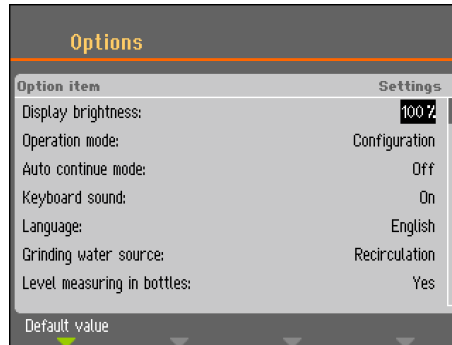 Options
Option item Settings
Display brightness: 100 %
Operation mode: Configuration
Auto continue mode: Off
Keyboard sound: On
Language: English
Grinding water source: Recirculation
Level measuring in bottles: Yes
Default value